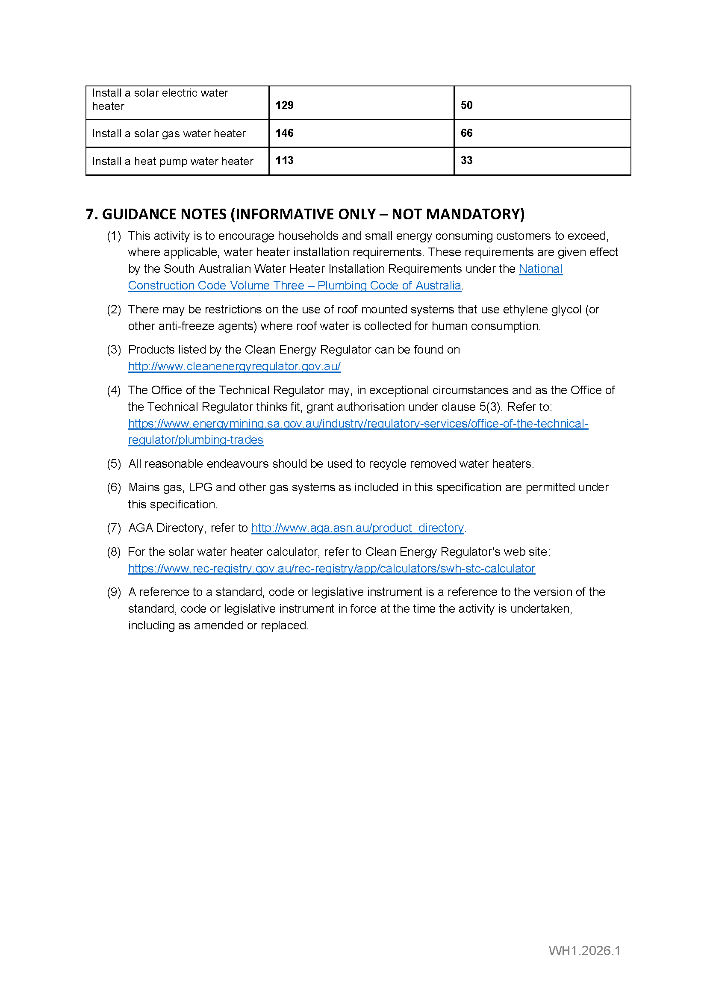 Install a solar electric water
heater
129
50
Install a solar gas water heater
146
66
Install a heat pump water heater
113
33
7. GUIDANCE NOTES (INFORMATIVE ONLY – NOT MANDATORY)
(1) This activity is to encourage households and small energy consuming customers to exceed,
where applicable, water heater installation requirements. These requirements are given effect
by the South Australian Water Heater Installation Requirements under the National
Construction Code Volume Three – Plumbing Code of Australia.
(2) There may be restrictions on the use of roof mounted systems that use ethylene glycol (or
other anti-freeze agents) where roof water is collected for human consumption.
(3) Products listed by the Clean Energy Regulator can be found on
http://www.cleanenergyregulator.gov.au/
(4) The Office of the Technical Regulator may, in exceptional circumstances and as the Office of
the Technical Regulator thinks fit, grant authorisation under clause 5(3). Refer to:
https://www.energymining.sa.gov.au/industry/regulatory-services/office-of-the-technical-
regulator/plumbing-trades
(5) All reasonable endeavours should be used to recycle removed water heaters.
(6) Mains gas, LPG and other gas systems as included in this specification are permitted under
this specification.
(7) AGA Directory, refer to http://www.aga.asn.au/product_directory.
(8) For the solar water heater calculator, refer to Clean Energy Regulator’s web site:
https://www.rec-registry.gov.au/rec-registry/app/calculators/swh-stc-calculator
(9) A reference to a standard, code or legislative instrument is a reference to the version of the
standard, code or legislative instrument in force at the time the activity is undertaken,
including as amended or replaced.
WH1.2026.1